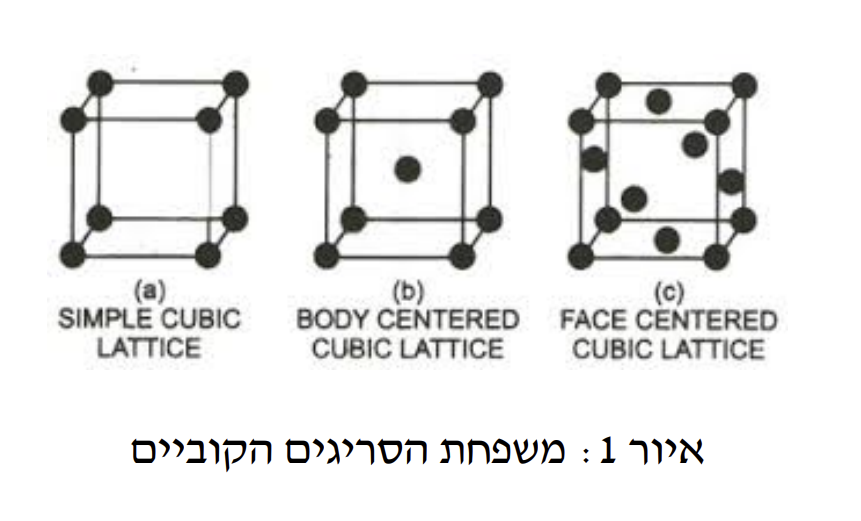 (a)
SIMPLE CUBIC
LATTICE
(b)
BODY CENTERED
CUBIC LATTICE
(c)
FACE CENTERED
CUBIC LATTICE
איור 1: משפחת הסריגים הקוביים